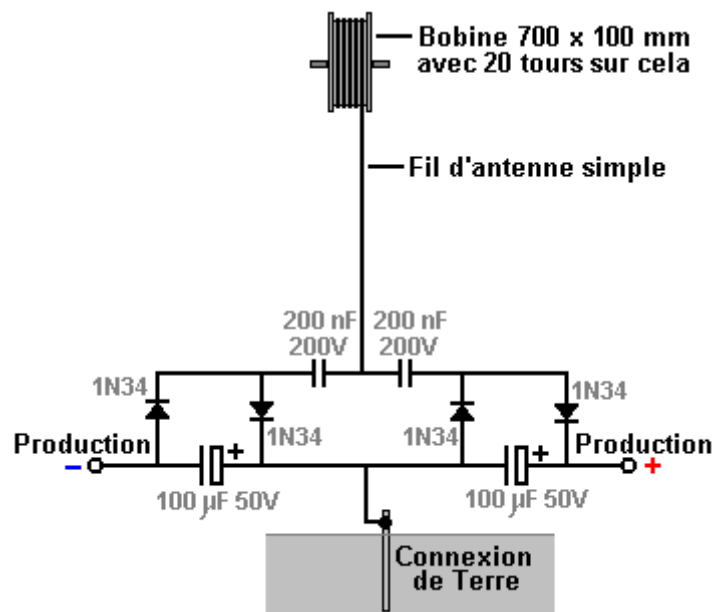 Bobine 700 x 100 mm
avec 20 tours sur cela
Fil d'antenne simple
200 nF 200 nF
200V 200V
1N34 1N34
1N34 1N34
Production Production
– + + +
100 µF 50V 100 µF 50V
Connexion
de Terre